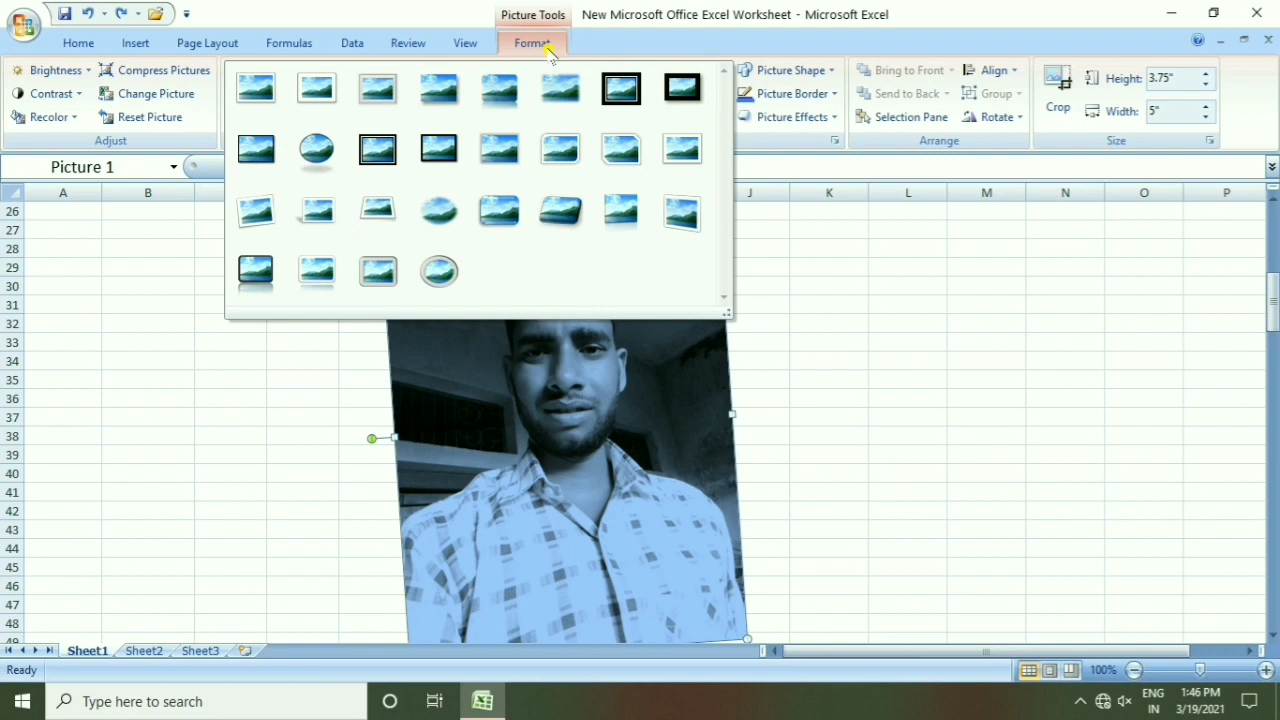 Picture Tools
New Microsoft Office Excel Worksheet - Microsoft Excel
Home Insert Page Layout Formulas Data Review View Format
Brightness Compress Pictures
Contrast Change Picture
Recolor Reset Picture
Adjust
Picture Shape
Picture Border
Picture Effects
Bring to Front Align
Send to Back Group
Selection Pane Rotate
Arrange
Crop
Height: 3.75"
Width: 5"
Size
Picture 1
A B J K L M N O P
26
27
28
29
30
31
32
33
34
35
36
37
38
39
40
41
42
43
44
45
46
47
48
49
Sheet1 Sheet2 Sheet3
Ready
100%
Type here to search
ENG
IN
1:46 PM
3/19/2021